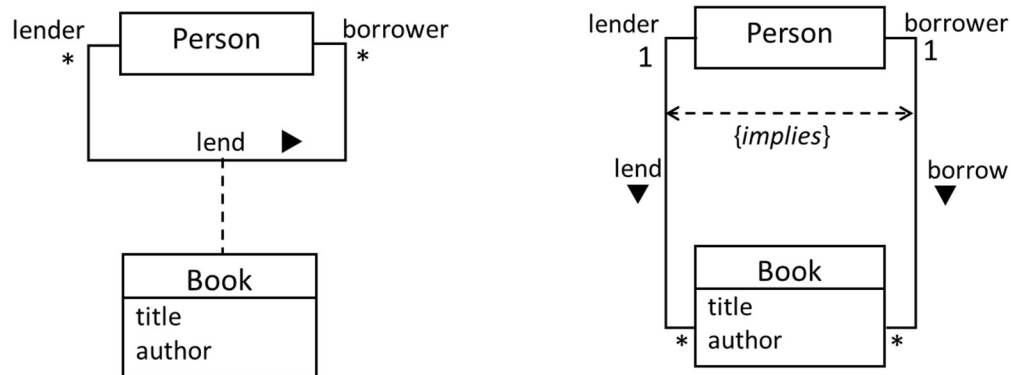 lender
*
Person
borrower
*
lend ▶
Book
title
author
lender
1
Person
borrower
1
{implies}
lend
▼
borrow
▼
Book
title
author
*
*